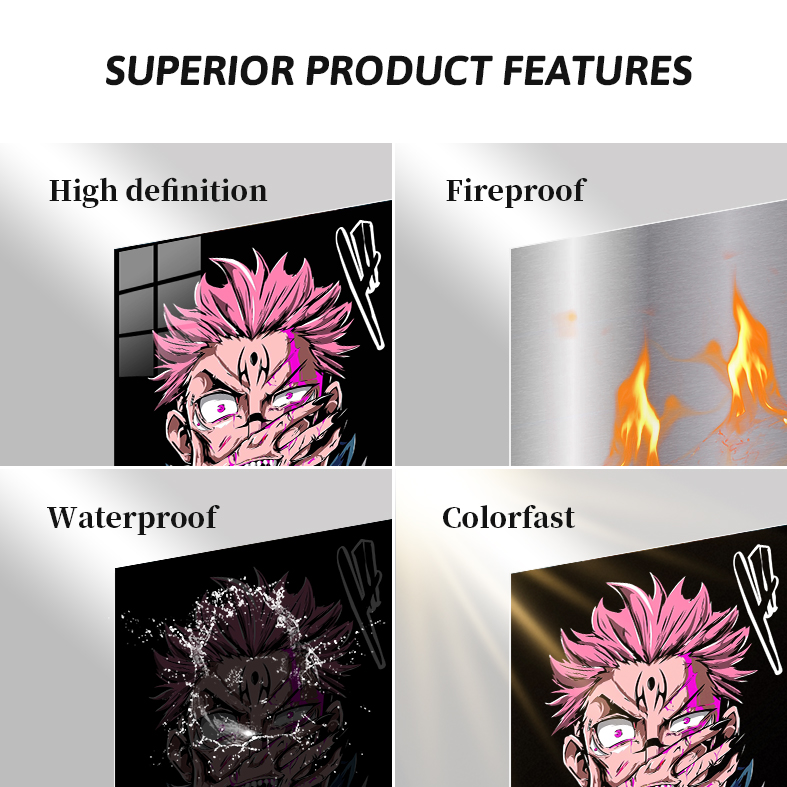 SUPERIOR PRODUCT FEATURES
High definition
Fireproof
Waterproof
Colorfast